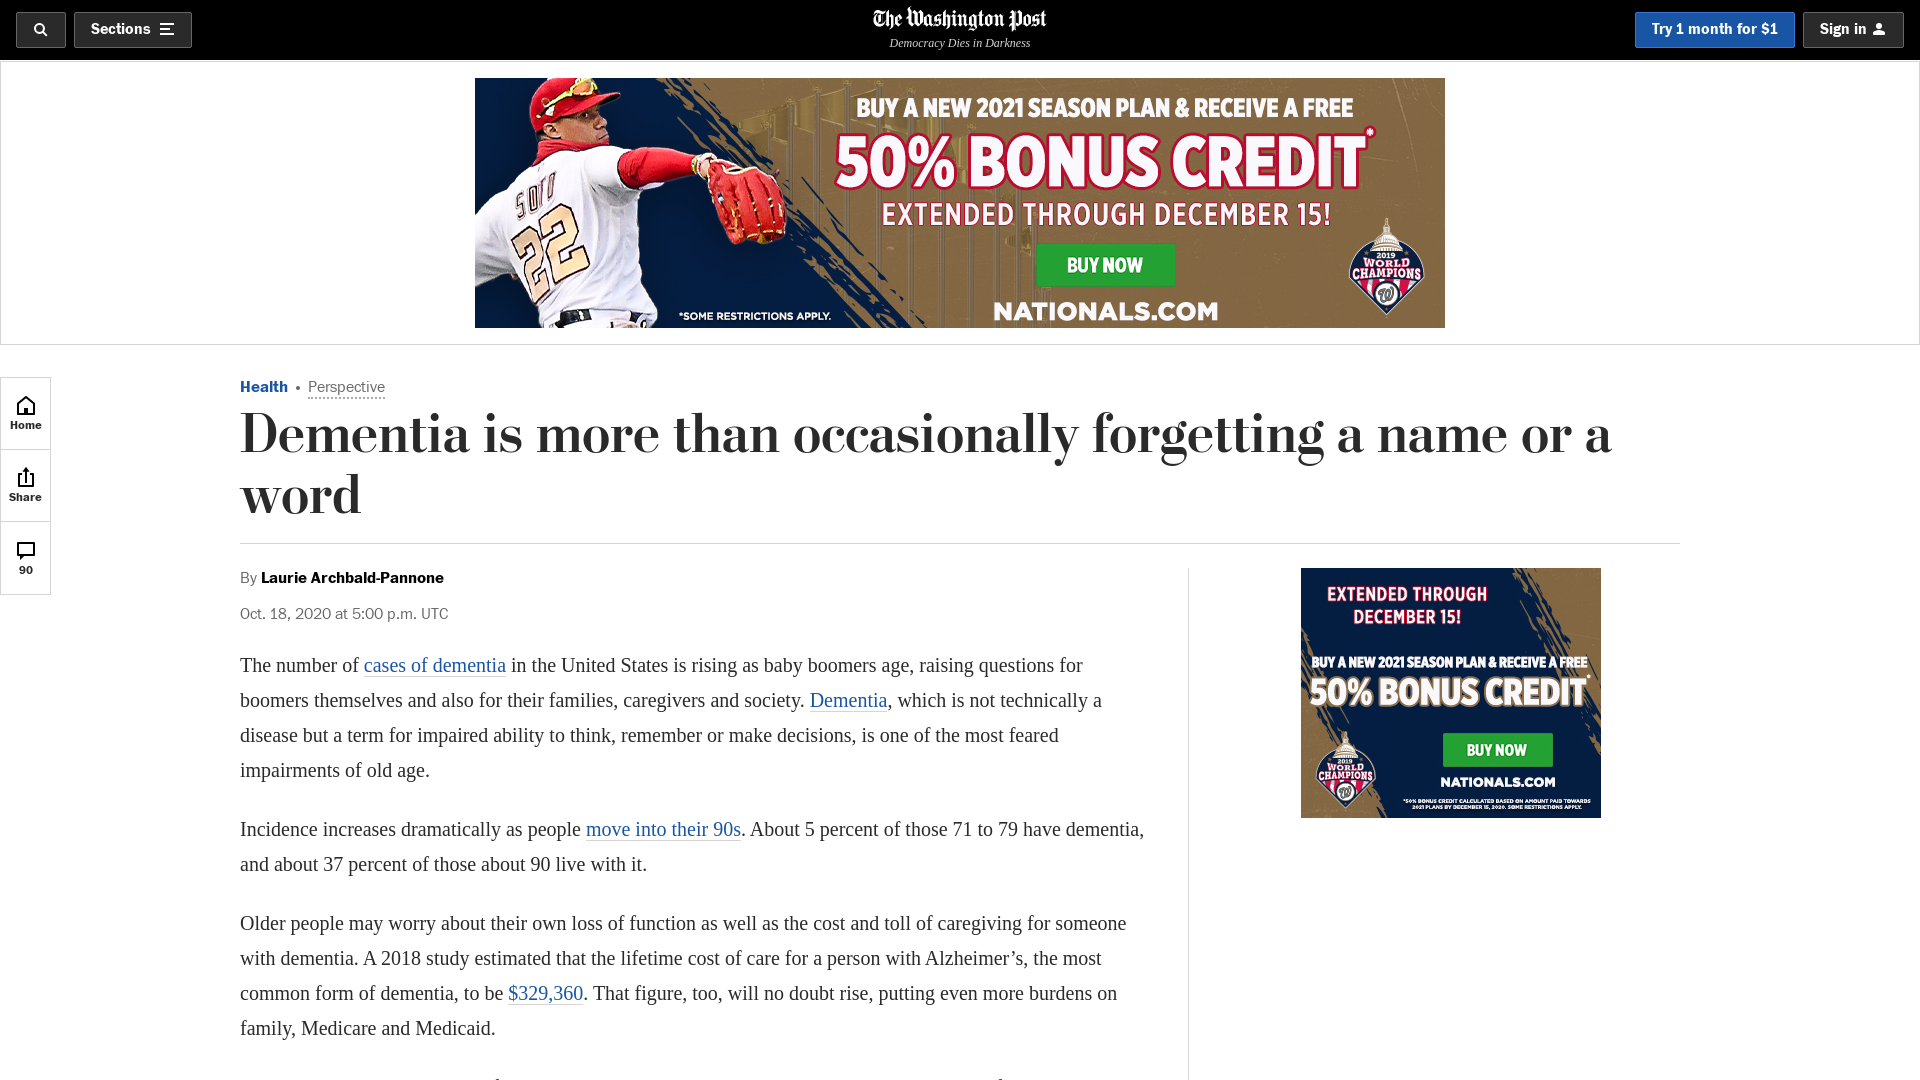 Sections
The Washington Post
Democracy Dies in Darkness
Try 1 month for $1
Sign in
BUY A NEW 2021 SEASON PLAN & RECEIVE A FREE
50% BONUS CREDIT*
EXTENDED THROUGH DECEMBER 15!
BUY NOW
NATIONALS.COM
*SOME RESTRICTIONS APPLY.
22
2019
WORLD
CHAMPIONS
W
Home
Share
90
Health • Perspective
Dementia is more than occasionally forgetting a name or a
word
By Laurie Archbald-Pannone
Oct. 18, 2020 at 5:00 p.m. UTC
The number of cases of dementia in the United States is rising as baby boomers age, raising questions for
boomers themselves and also for their families, caregivers and society. Dementia, which is not technically a
disease but a term for impaired ability to think, remember or make decisions, is one of the most feared
impairments of old age.
Incidence increases dramatically as people move into their 90s. About 5 percent of those 71 to 79 have dementia,
and about 37 percent of those about 90 live with it.
Older people may worry about their own loss of function as well as the cost and toll of caregiving for someone
with dementia. A 2018 study estimated that the lifetime cost of care for a person with Alzheimer’s, the most
common form of dementia, to be $329,360. That figure, too, will no doubt rise, putting even more burdens on
family, Medicare and Medicaid.
EXTENDED THROUGH
DECEMBER 15!
BUY A NEW 2021 SEASON PLAN & RECEIVE A FREE
50% BONUS CREDIT*
BUY NOW
NATIONALS.COM
*50% BONUS CREDIT CALCULATED BASED ON AMOUNT PAID TOWARDS
2021 PLANS BY DECEMBER 15, 2020. SOME RESTRICTIONS APPLY.
2019
WORLD
CHAMPIONS
W